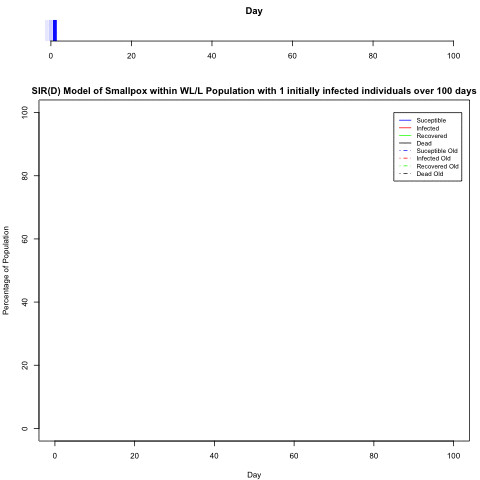 Day
0 20 40 60 80 100
SIR(D) Model of Smallpox within WL/L Population with 1 initially infected individuals over 100 days
Suceptible
Infected
Recovered
Dead
Suceptible Old
Infected Old
Recovered Old
Dead Old
Percentage of Population
100
80
60
40
20
0
0 20 40 60 80 100
Day